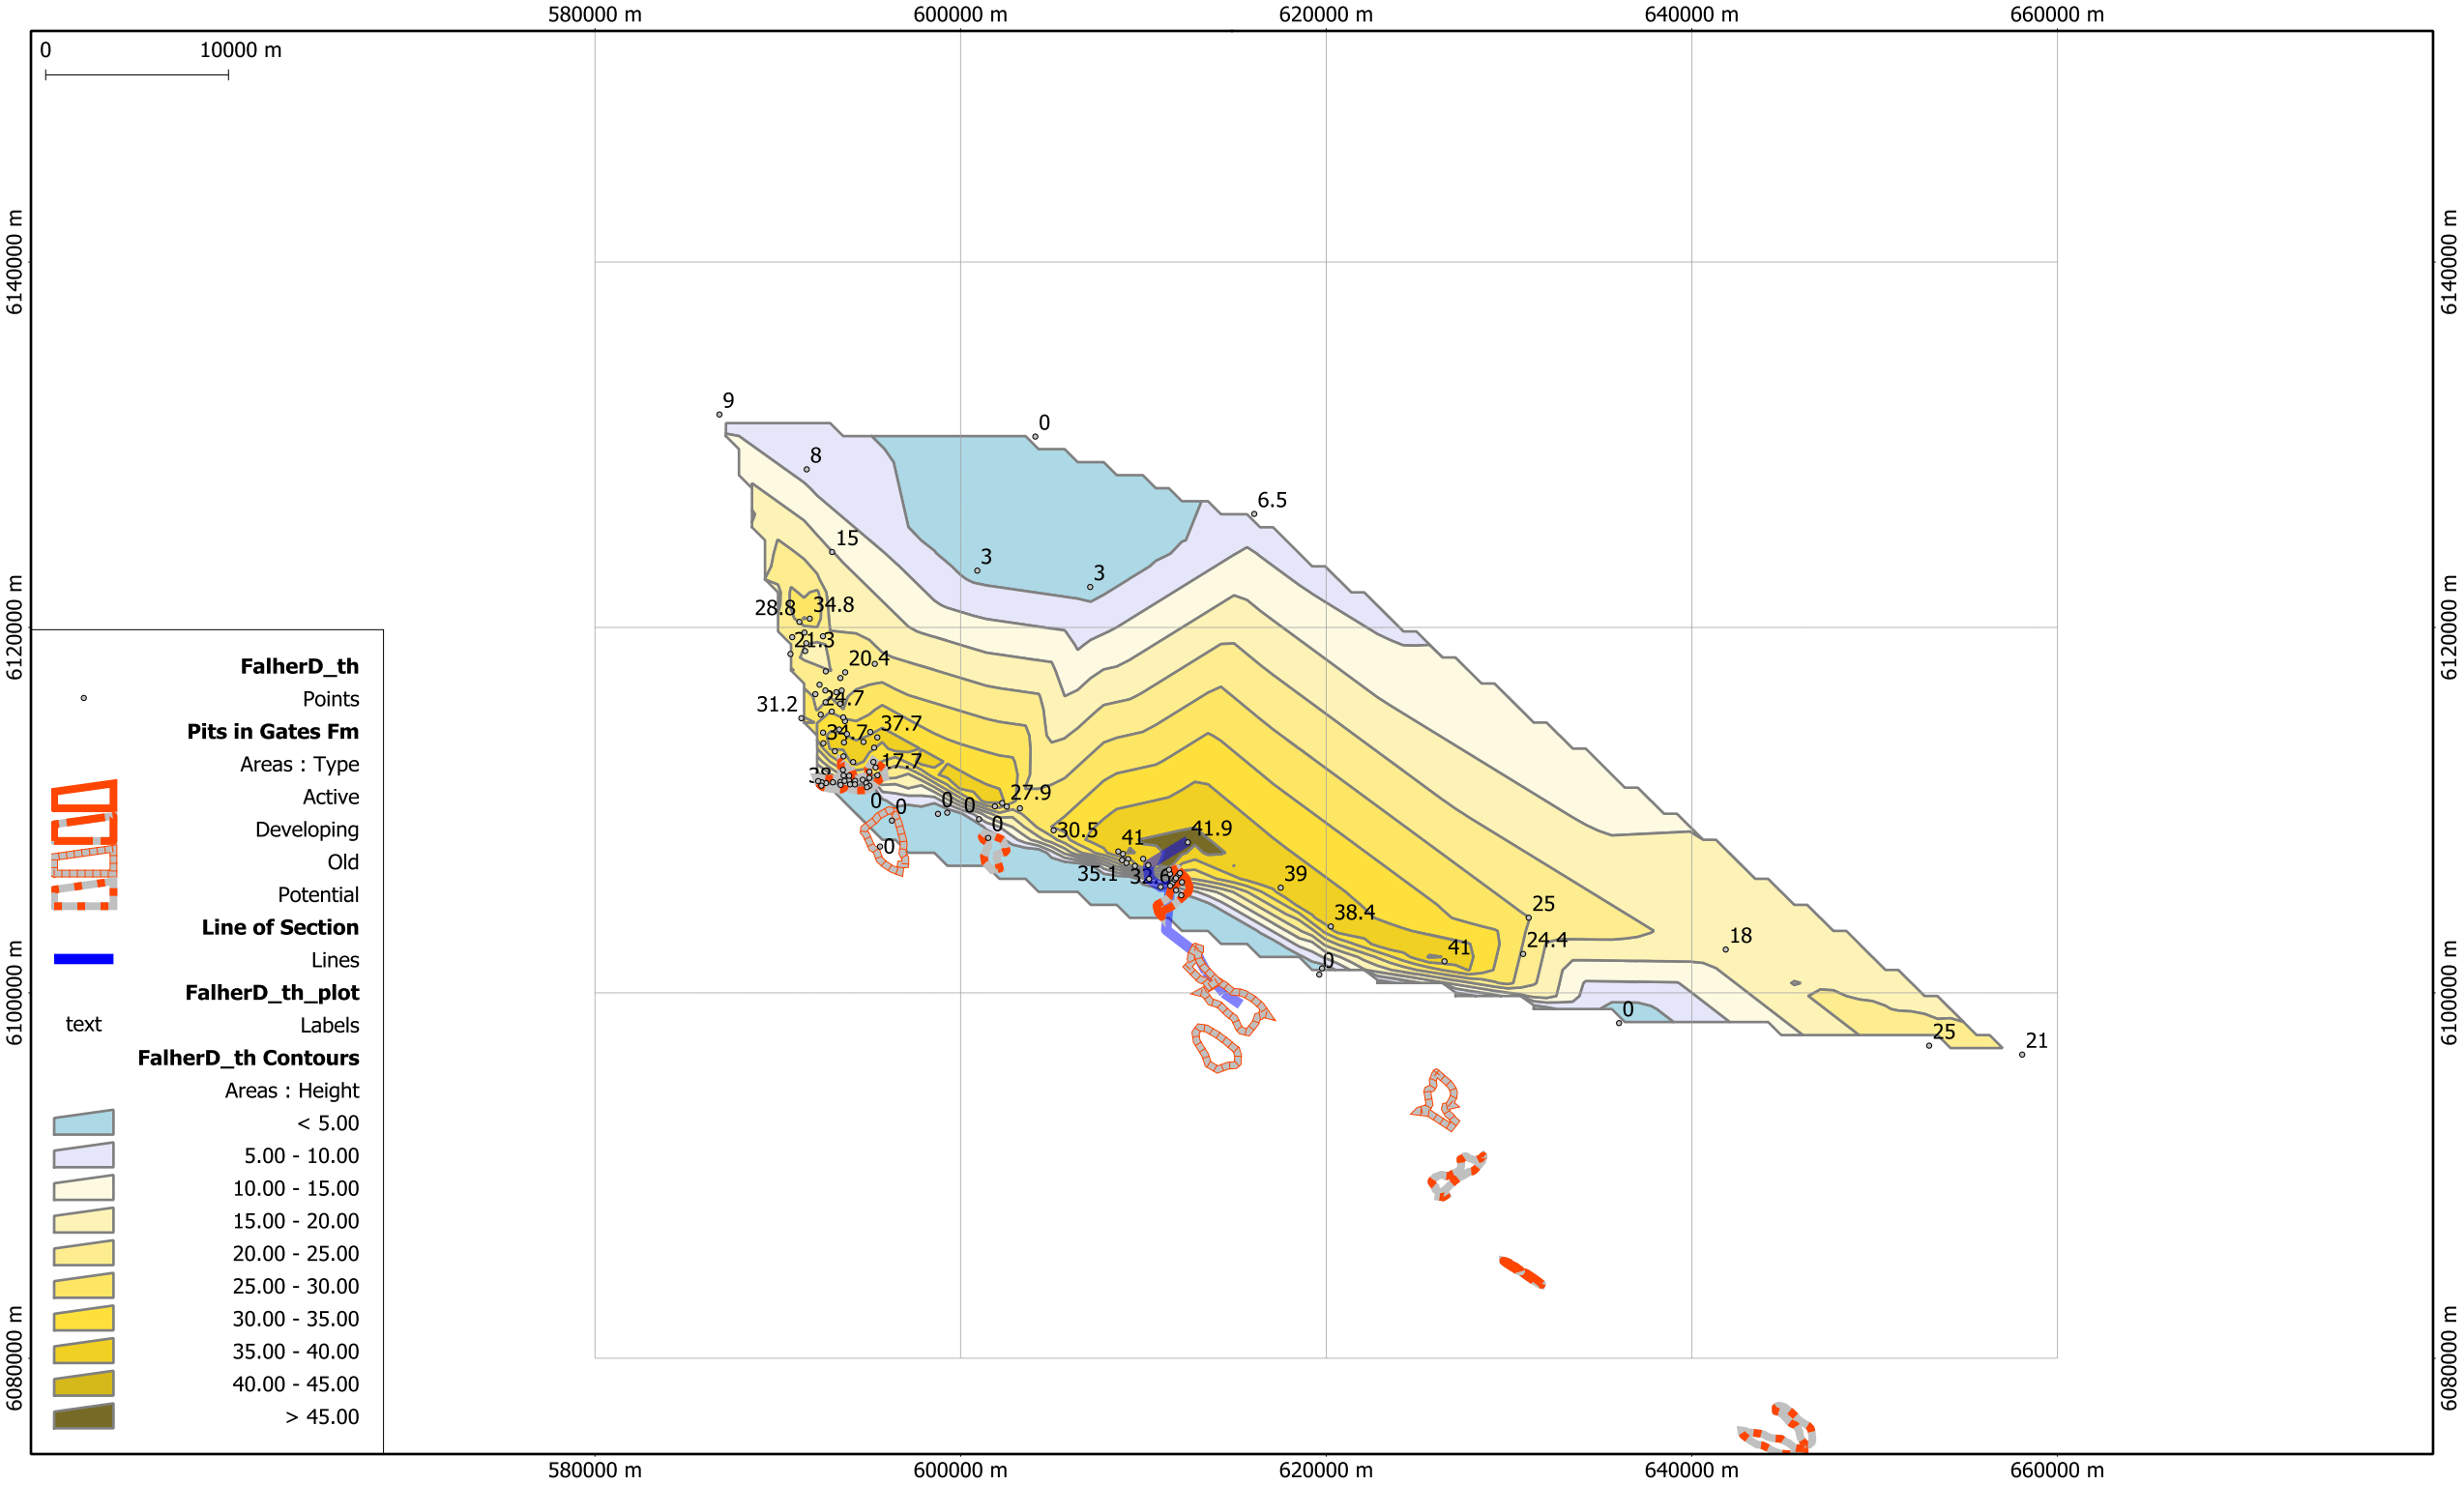 580000 m 600000 m 620000 m 640000 m 660000 m
0 10000 m
6140000 m 6140000 m
9
0
8
6.5
15
3
3
28.8 34.8
6120000 m 6120000 m
21.3
20.4
24.7
31.2
37.7
34.7
17.7
27.9
0 0 0 0
0
30.5
41 41.9
0
35.1 32.6 39
25
38.4
24.4 18
41
0
0
25
21
6100000 m 6100000 m
6080000 m 6080000 m
FalherD_th
Points
Pits in Gates Fm
Areas : Type
Active
Developing
Old
Potential
Line of Section
Lines
FalherD_th_plot
text Labels
FalherD_th Contours
Areas : Height
< 5.00
5.00 - 10.00
10.00 - 15.00
15.00 - 20.00
20.00 - 25.00
25.00 - 30.00
30.00 - 35.00
35.00 - 40.00
40.00 - 45.00
> 45.00
580000 m 600000 m 620000 m 640000 m 660000 m